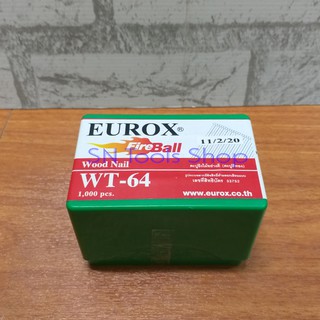 EUROX®
11/2/20
FireBall
SN Tools Shop
Wood Nail
WT-64
1,000 pcs.
www.eurox.co.th